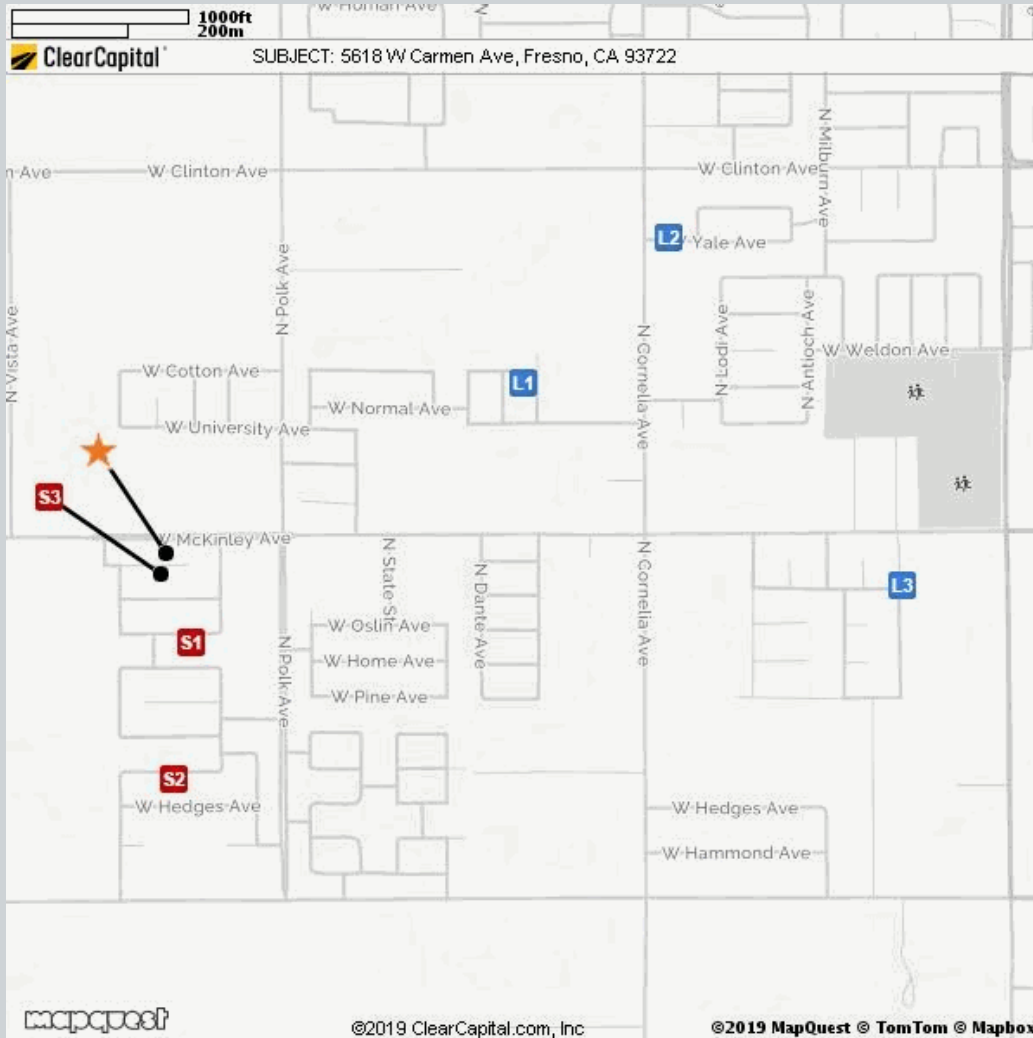 1000ft
200m
W Homan Ave
ClearCapital
SUBJECT: 5618 W Carmen Ave, Fresno, CA 93722
N Milburn Ave
n Ave
W Clinton Ave
W Clinton Ave
L2
W Yale Ave
N Polk Ave
N Vista Ave
N Cornelia Ave
N Lodi Ave
N Antioch Ave
W Weldon Ave
W Cotton Ave
L1
W Normal Ave
W University Ave
S3
W McKinley Ave
N State St
N Dante Ave
N Cornelia Ave
L3
W Oslin Ave
S1
W Home Ave
N Polk Ave
W Pine Ave
S2
W Hedges Ave
W Hedges Ave
W Hammond Ave
mapquest
©2019 ClearCapital.com, Inc
©2019 MapQuest © TomTom © Mapbox